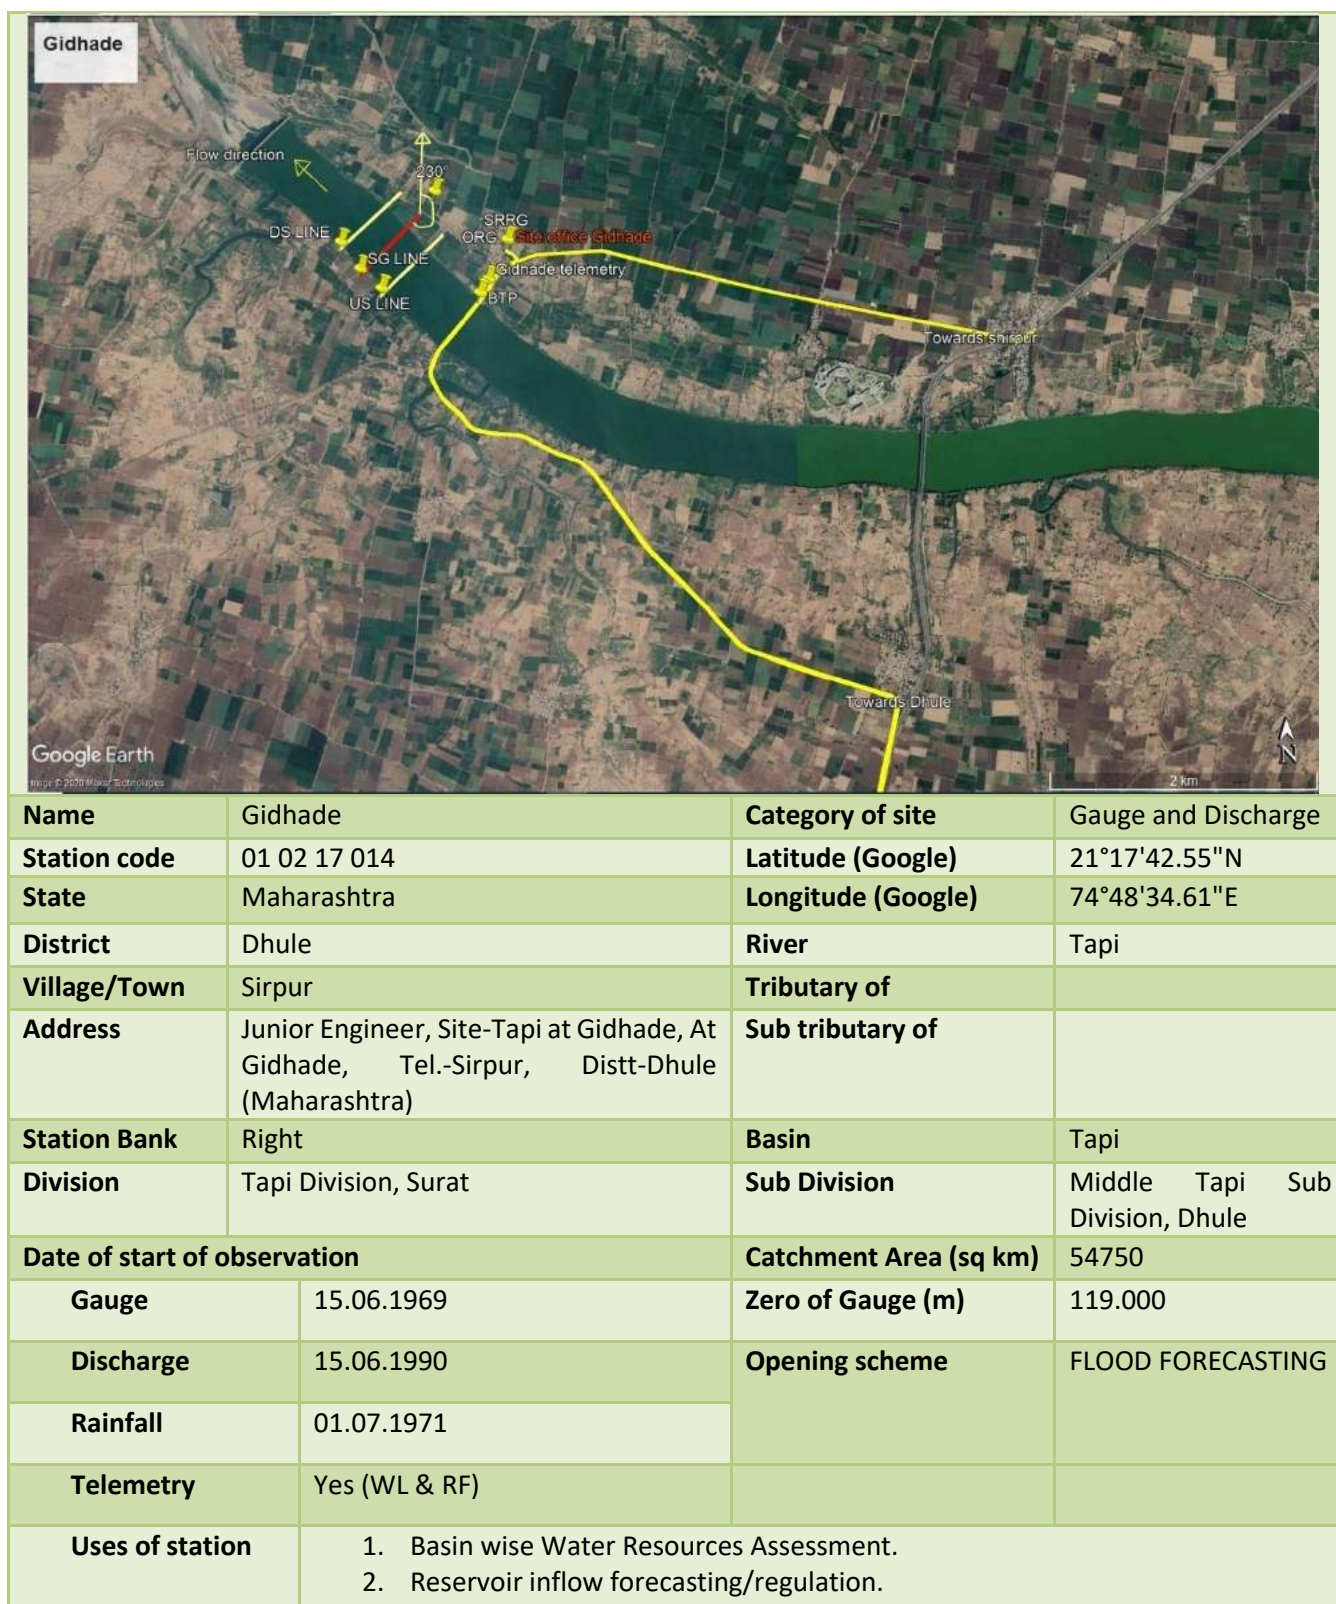 Gidhade
Flow direction
230°
DS LINE
SRRG
ORG
Site office Gidhade
SG LINE
Gidhade telemetry
US LINE
BTP
Towards shirpur
Towards Dhule
Google Earth
Image © 2020 Maxar Technologies
N
2 km
Name Gidhade Category of site Gauge and Discharge
Station code 01 02 17 014 Latitude (Google) 21°17'42.55"N
State Maharashtra Longitude (Google) 74°48'34.61"E
District Dhule River Tapi
Village/Town Sirpur Tributary of
Address Junior Engineer, Site-Tapi at Gidhade, At Sub tributary of
Gidhade, Tel.-Sirpur, Distt-Dhule
(Maharashtra)
Station Bank Right Basin Tapi
Division Tapi Division, Surat Sub Division Middle Tapi Sub
Division, Dhule
Date of start of observation Catchment Area (sq km) 54750
Gauge 15.06.1969 Zero of Gauge (m) 119.000
Discharge 15.06.1990 Opening scheme FLOOD FORECASTING
Rainfall 01.07.1971
Telemetry Yes (WL & RF)
Uses of station 1. Basin wise Water Resources Assessment.
2. Reservoir inflow forecasting/regulation.